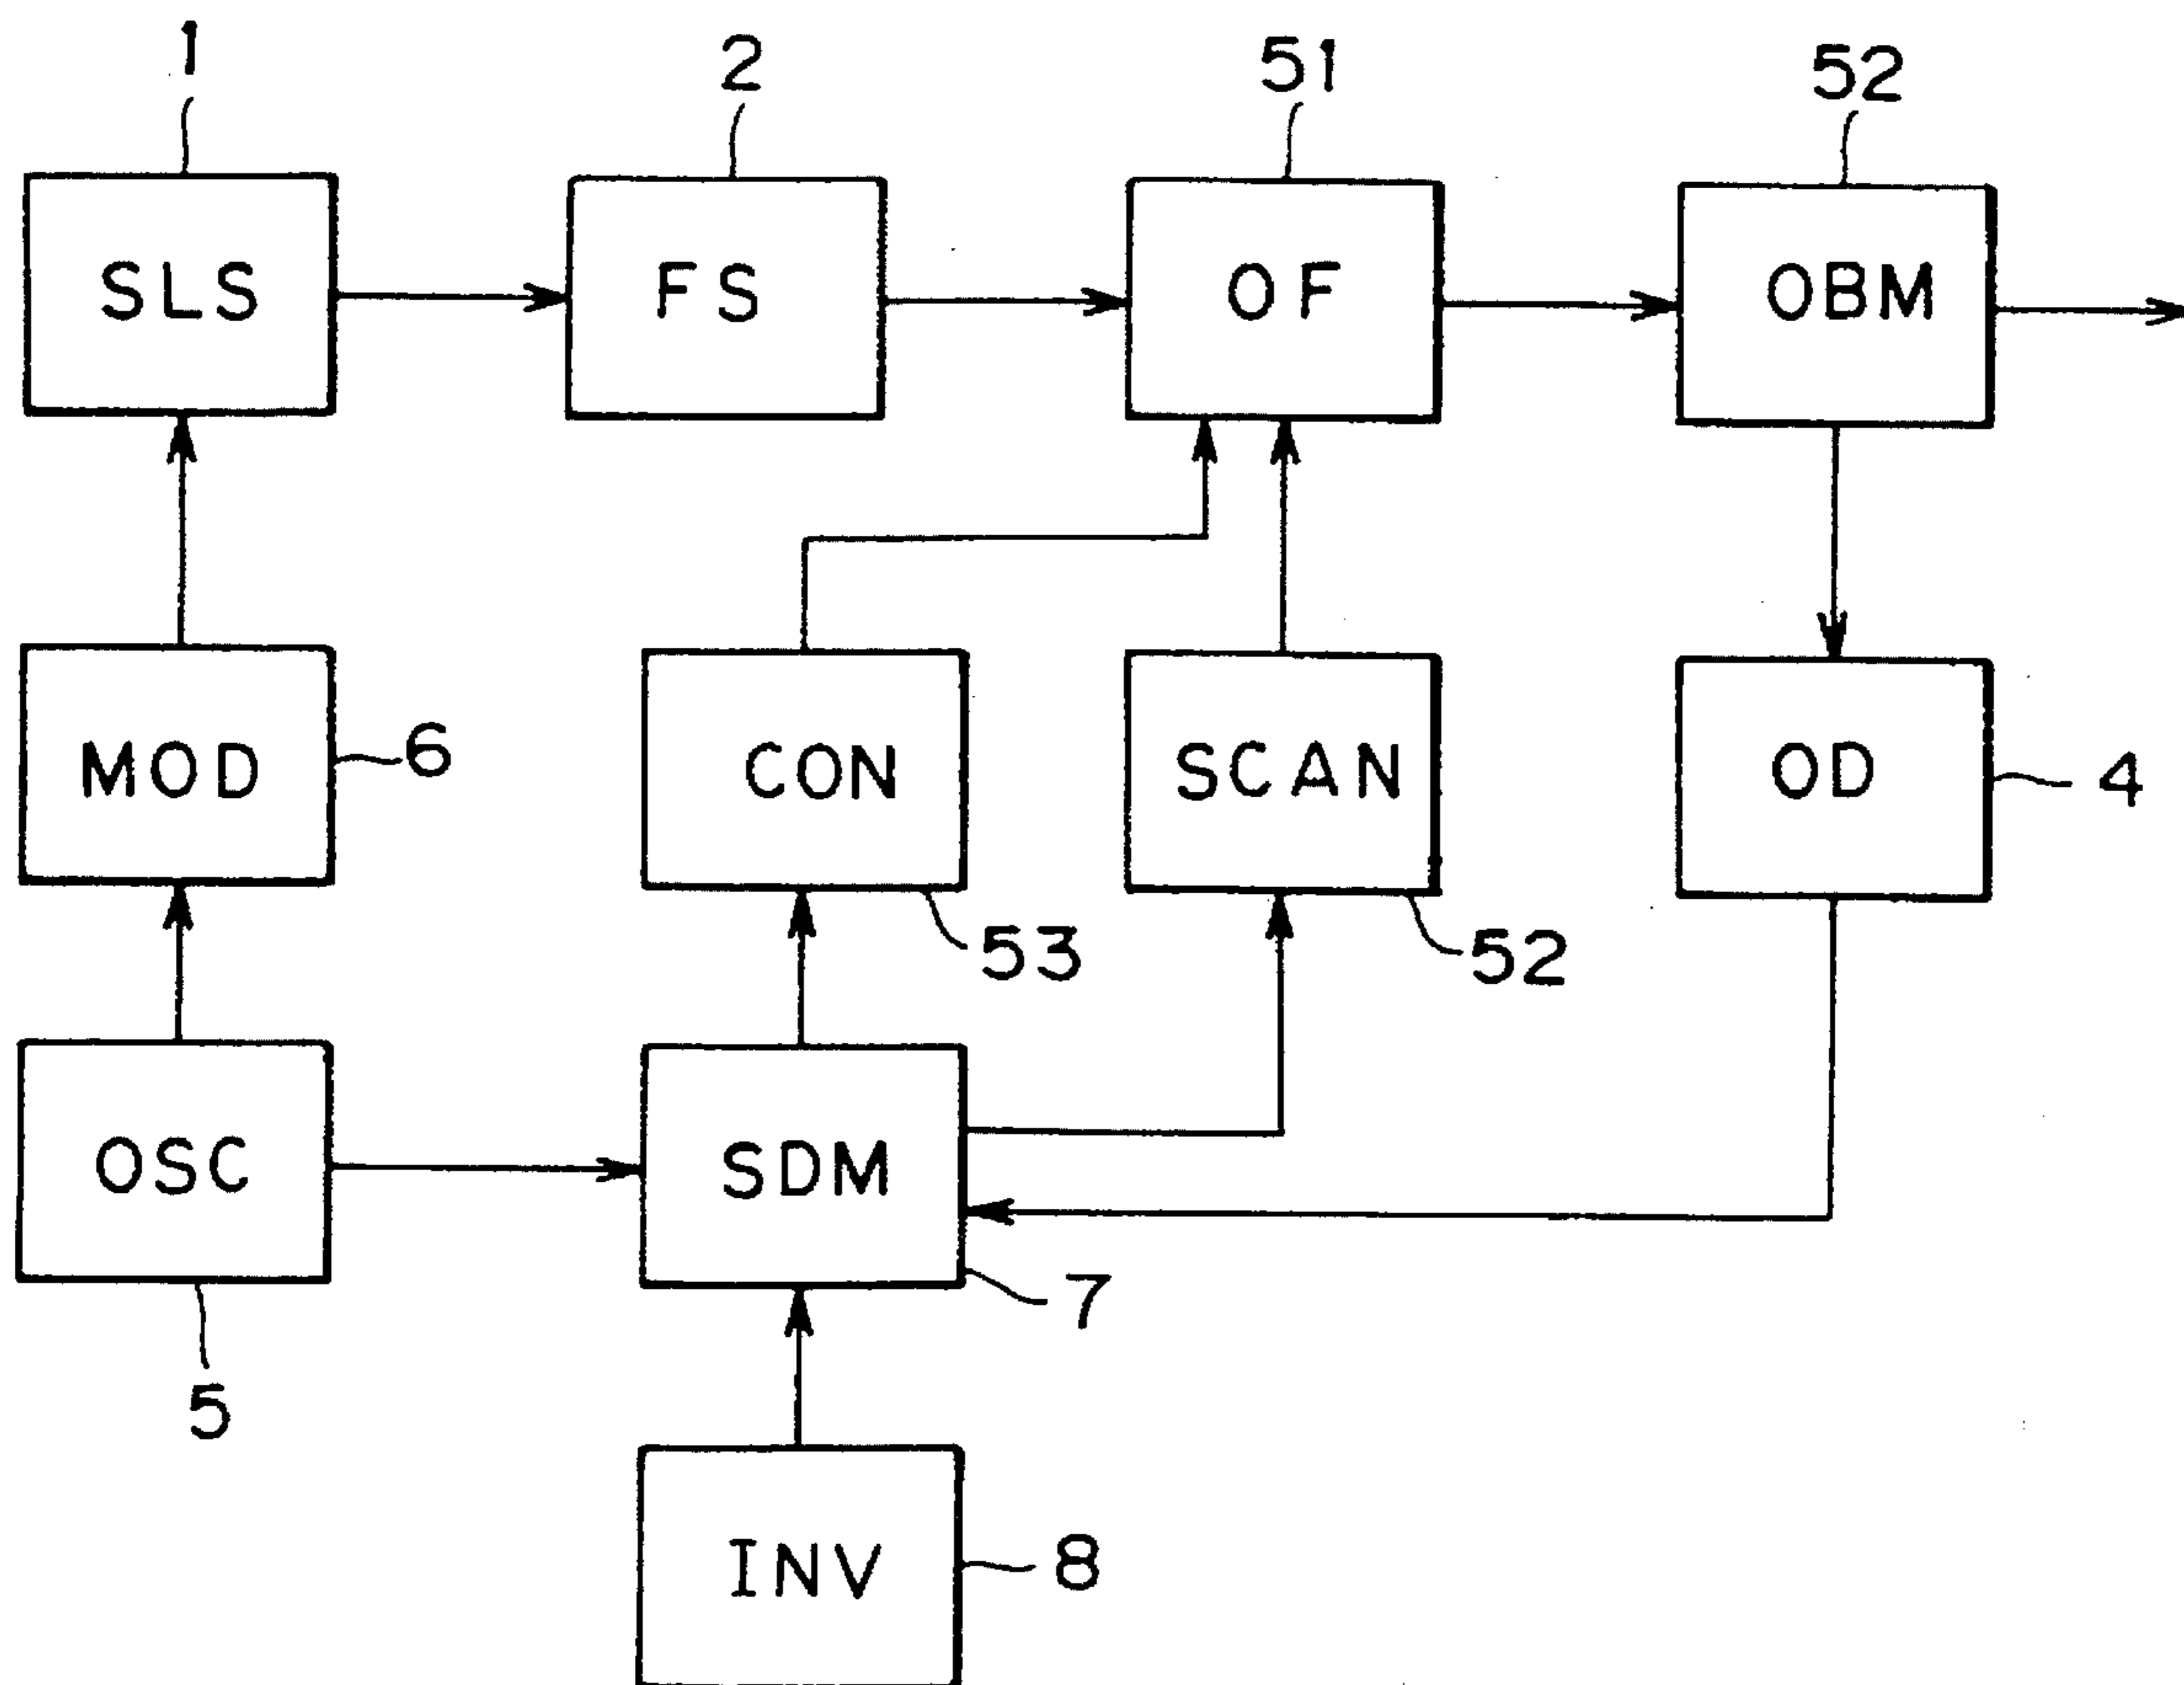 1 2 51 52
SLS FS OF OBM
MOD 6 CON SCAN OD 4
53 52
OSC SDM
7
5
INV 8